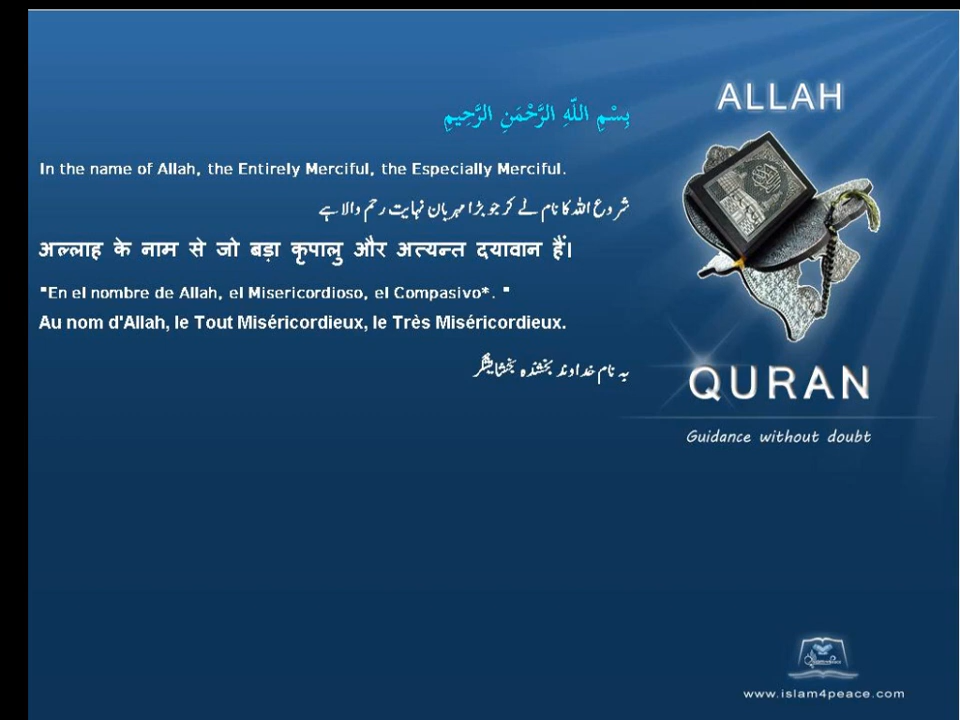 بِسْمِ اللّهِ الرَّحْمَنِ الرَّحِيمِ
In the name of Allah, the Entirely Merciful, the Especially Merciful.
شروع الله کا نام لے کر جو بڑا مہربان نہایت رحم والا ہے
अल्लाह के नाम से जो बड़ा कृपालु और अत्यन्त दयावान हैं।
"En el nombre de Allah, el Misericordioso, el Compasivo*. "
Au nom d'Allah, le Tout Miséricordieux, le Très Miséricordieux.
به نام خداوند بخشنده بخشایشگر
ALLAH
QURAN
Guidance without doubt
www.islam4peace.com